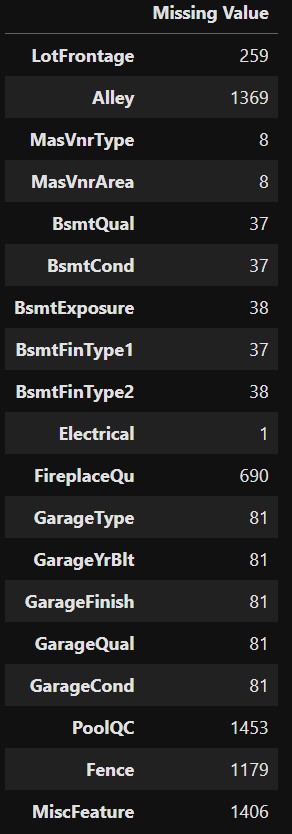 Missing Value
LotFrontage 259
Alley 1369
MasVnrType 8
MasVnrArea 8
BsmtQual 37
BsmtCond 37
BsmtExposure 38
BsmtFinType1 37
BsmtFinType2 38
Electrical 1
FireplaceQu 690
GarageType 81
GarageYrBlt 81
GarageFinish 81
GarageQual 81
GarageCond 81
PoolQC 1453
Fence 1179
MiscFeature 1406